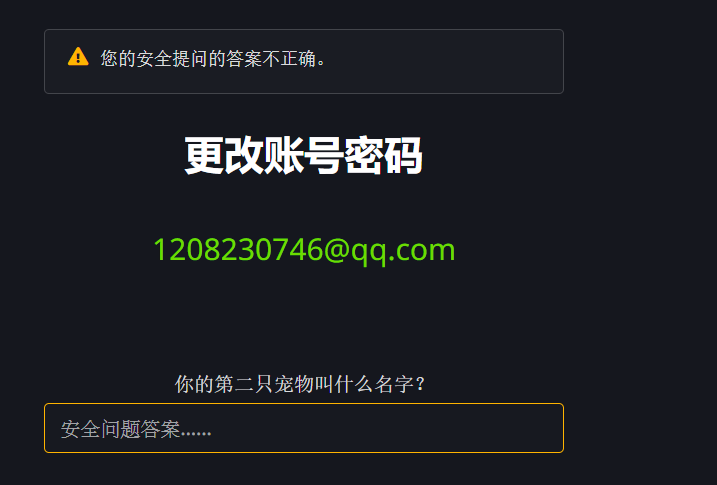 您的安全提问的答案不正确。
更改账号密码
1208230746@qq.com
你的第二只宠物叫什么名字?
安全问题答案……